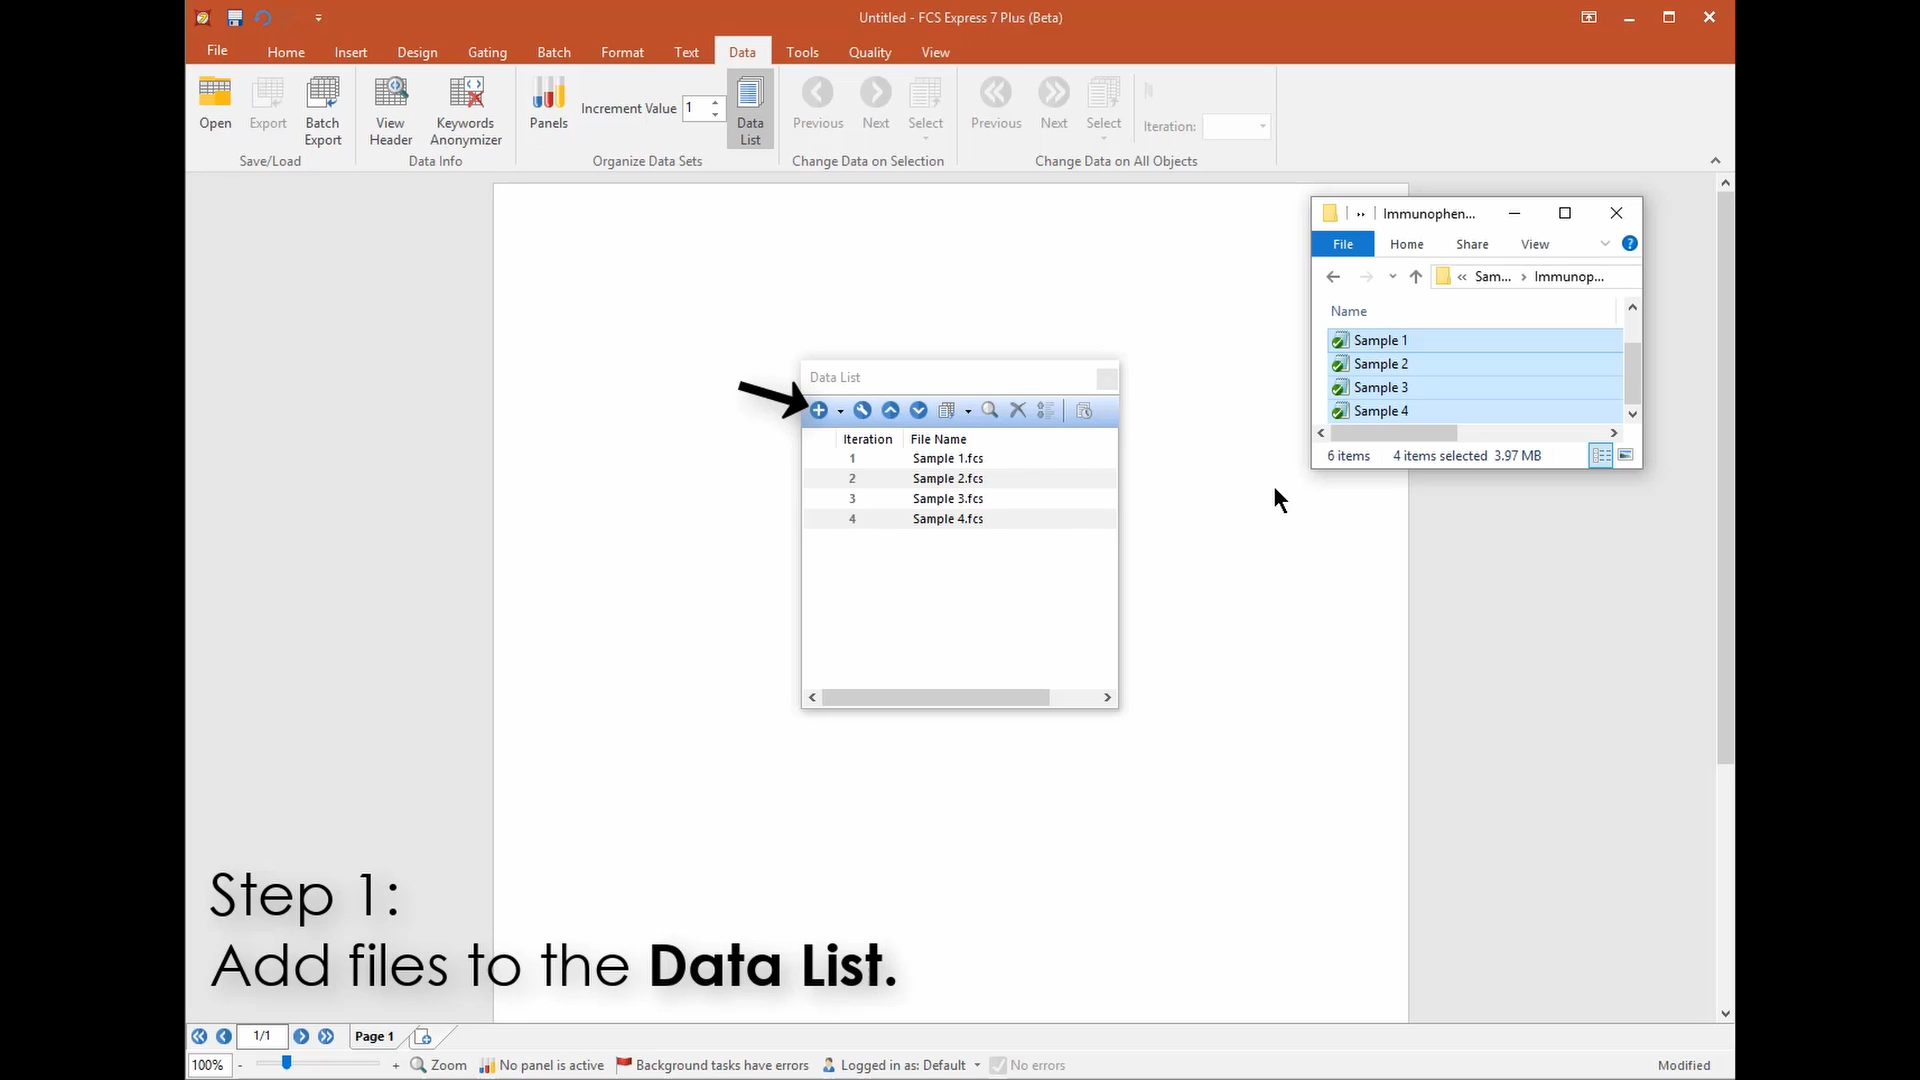 Untitled - FCS Express 7 Plus (Beta)
File Home Insert Design Gating Batch Format Text Data Tools Quality View
Open Export Batch Export View Header Keywords Anonymizer Panels Increment Value 1 Data List Previous Next Select Previous Next Select Iteration:
Save/Load Data Info Organize Data Sets Change Data on Selection Change Data on All Objects
Immunophen...
File Home Share View
Sam... Immunop...
Name
Sample 1
Sample 2
Sample 3
Sample 4
6 items 4 items selected 3.97 MB
Data List
Iteration File Name
1 Sample 1.fcs
2 Sample 2.fcs
3 Sample 3.fcs
4 Sample 4.fcs
Step 1:
Add files to the Data List.
1/1 Page 1
100% - + Zoom No panel is active Background tasks have errors Logged in as: Default No errors Modified